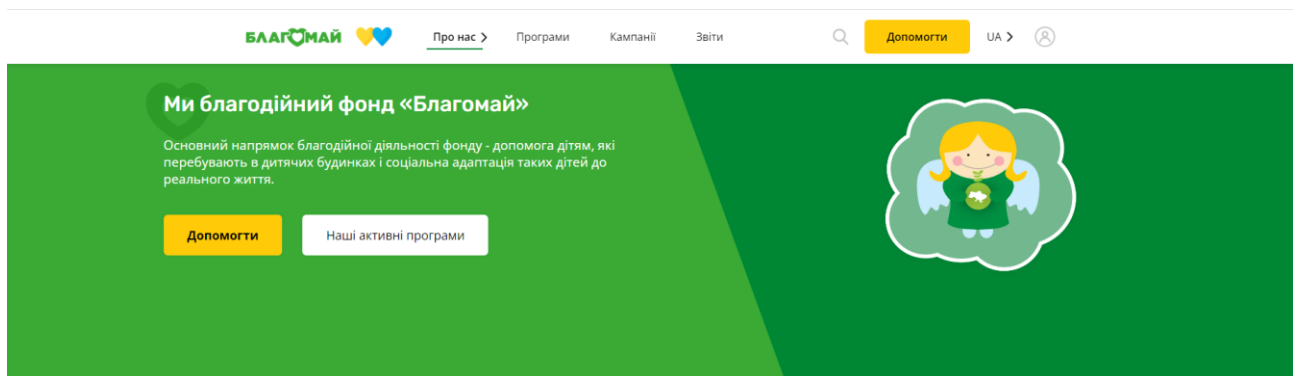 БЛАГОМАЙ Про нас Програми Кампанії Звіти Допомогти UA
Ми благодійний фонд «Благомай»
Основний напрямок благодійної діяльності фонду - допомога дітям, які
перебувають в дитячих будинках і соціальна адаптація таких дітей до
реального життя.
Допомогти Наші активні програми